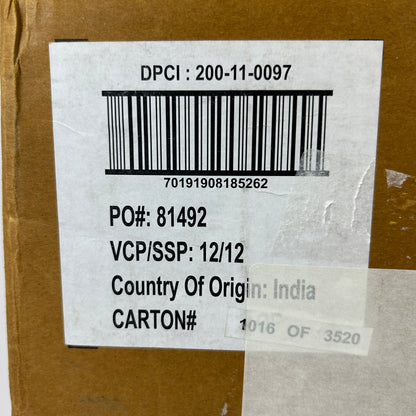 DPCI : 200-11-0097
70191908185262
PO#: 81492
VCP/SSP: 12/12
Country Of Origin: India
CARTON# 1016 OF 3520